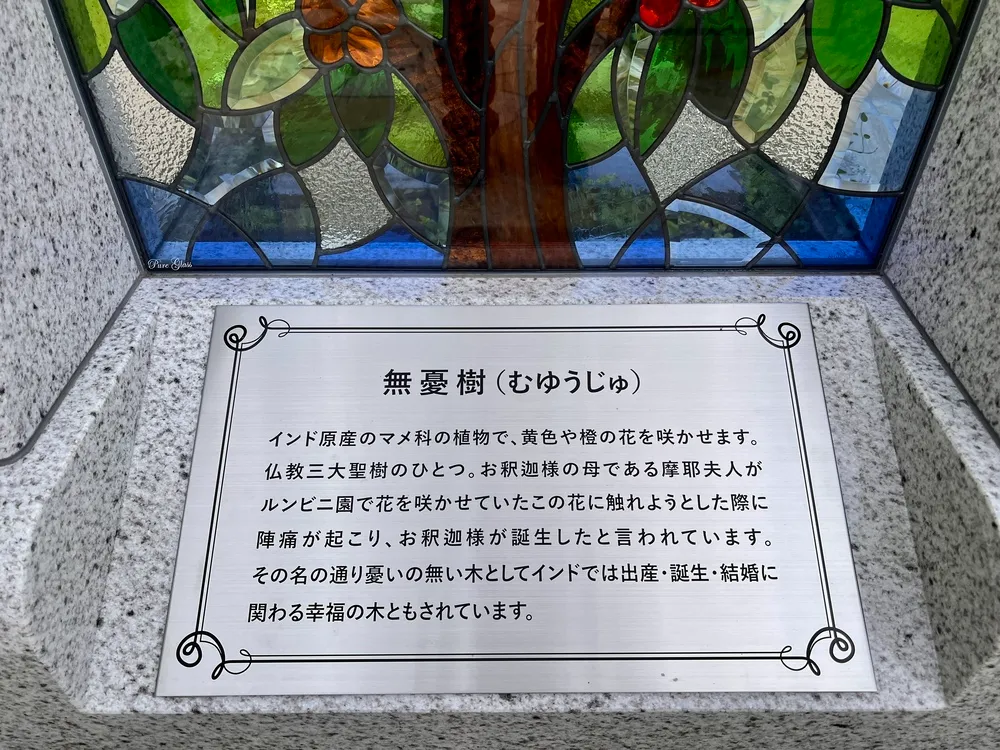 Pure Glass
無憂樹（むゆうじゅ）
インド原産のマメ科の植物で、黄色や橙の花を咲かせます。
仏教三大聖樹のひとつ。お釈迦様の母である摩耶夫人が
ルンビニ園で花を咲かせていたこの花に触れようとした際に
陣痛が起こり、お釈迦様が誕生したと言われています。
その名の通り憂いの無い木としてインドでは出産・誕生・結婚に
関わる幸福の木ともされています。